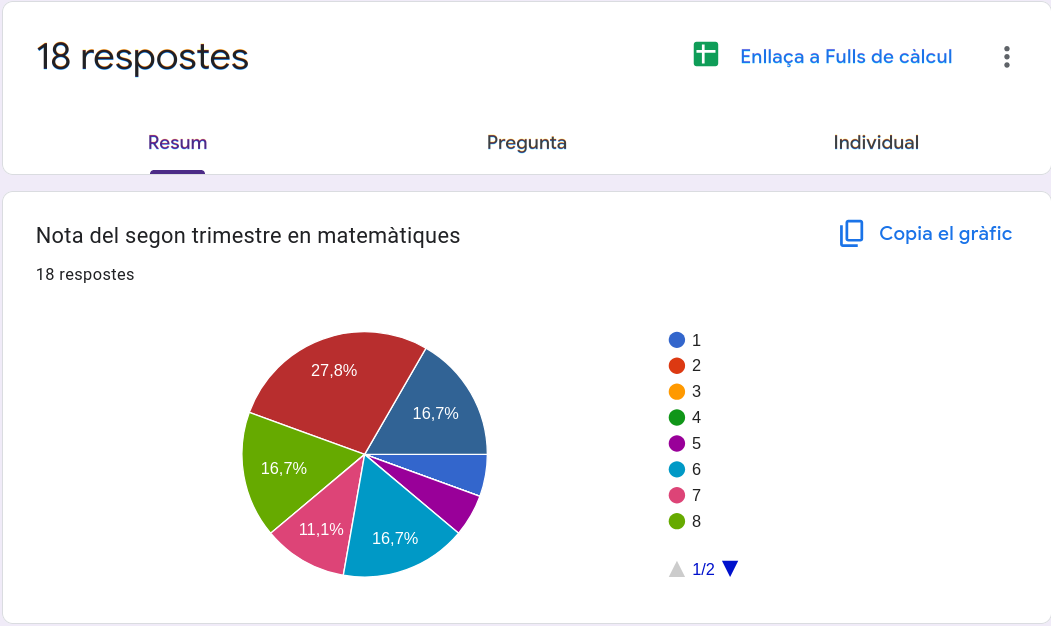 18 respostes
Enllaça a Fulls de càlcul
Resum
Pregunta
Individual
Nota del segon trimestre en matemàtiques
Copia el gràfic
18 respostes
27,8%
16,7%
16,7%
11,1%
16,7%
1
2
3
4
5
6
7
8
1/2